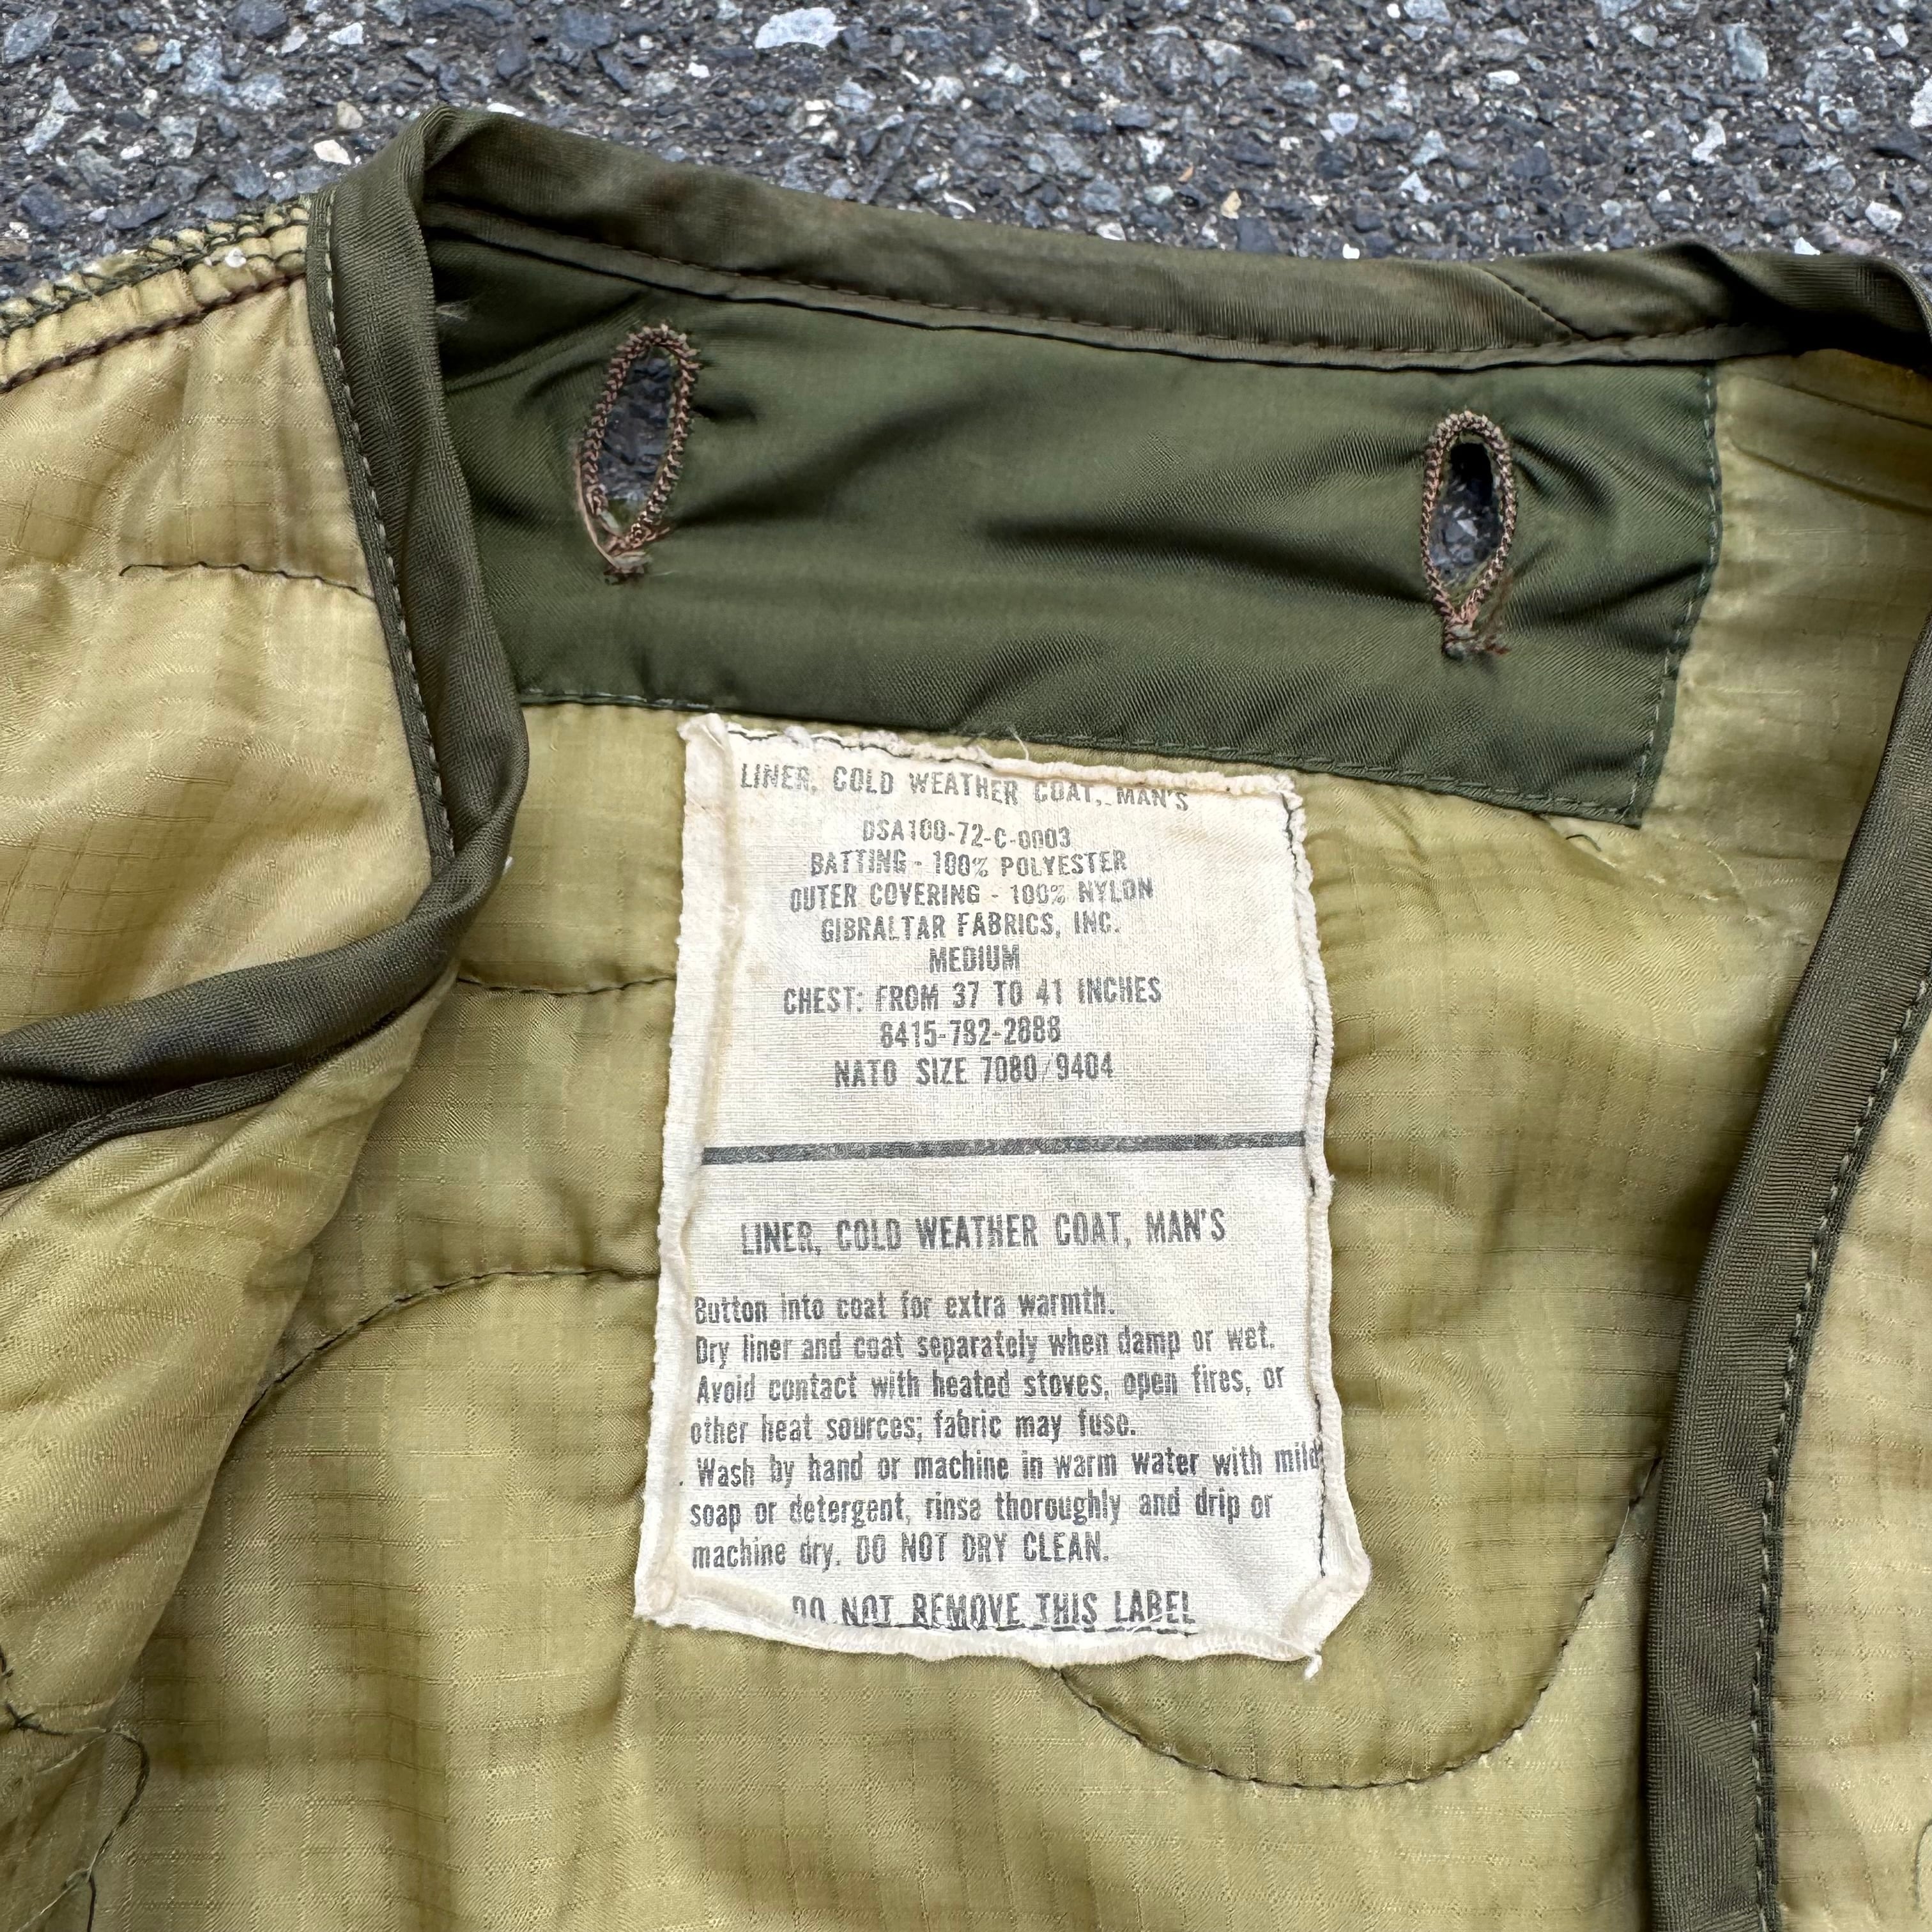 LINER, COLD WEATHER COAT, MAN'S
DSA100-72-C-0003
BATTING - 100% POLYESTER
OUTER COVERING - 100% NYLON
GIBRALTAR FABRICS, INC.
MEDIUM
CHEST: FROM 37 TO 41 INCHES
8415-782-2888
NATO SIZE 7080/9404
LINER, COLD WEATHER COAT, MAN'S
Button into coat for extra warmth.
Dry liner and coat separately when damp or wet.
Avoid contact with heated stoves, open fires, or
other heat sources; fabric may fuse.
Wash by hand or machine in warm water with mild
soap or detergent, rinse thoroughly and drip or
machine dry. DO NOT DRY CLEAN.
DO NOT REMOVE THIS LABEL